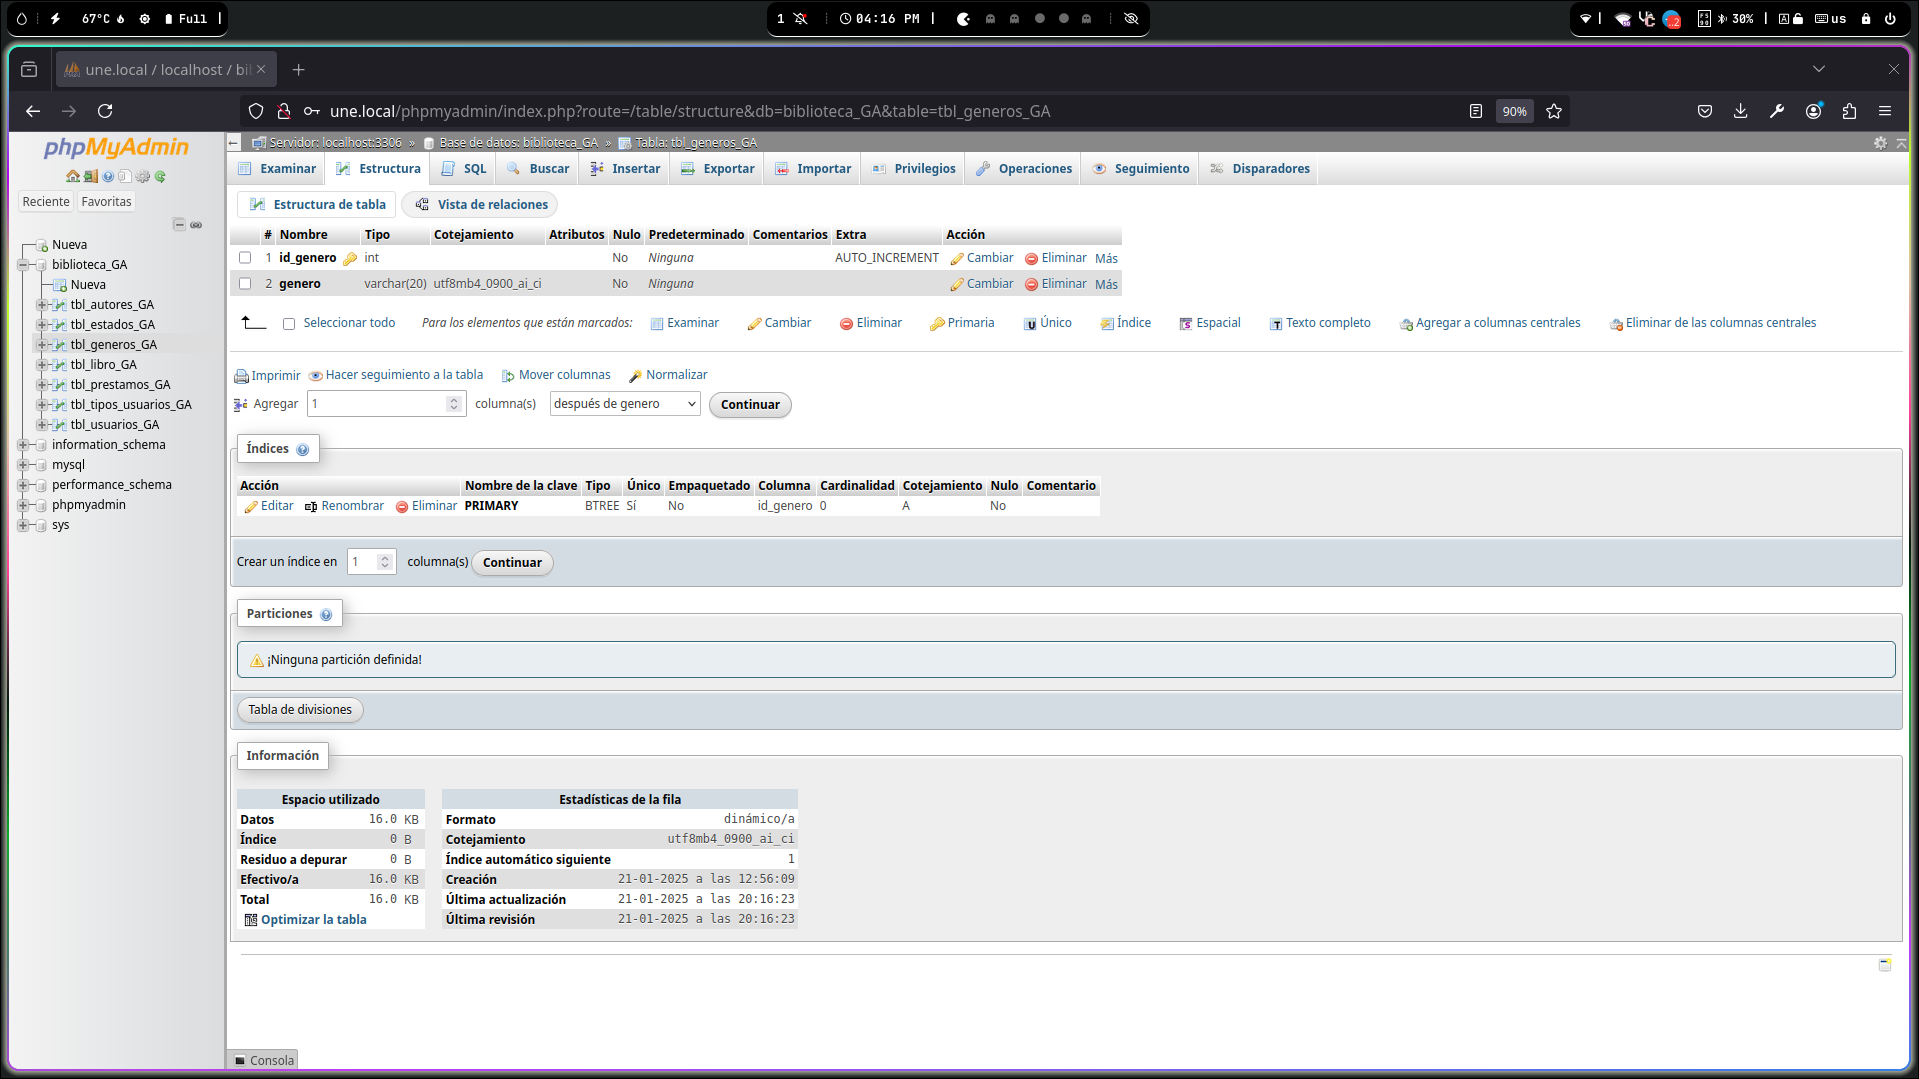 67°C Full |
1 04:16 PM |
30% | A us
une.local / localhost / bi
une.local/phpmyadmin/index.php?route=/table/structure&db=biblioteca_GA&table=tbl_generos_GA
90%
phpMyAdmin
Reciente Favoritas
Nueva
biblioteca_GA
Nueva
tbl_autores_GA
tbl_estados_GA
tbl_generos_GA
tbl_libro_GA
tbl_prestamos_GA
tbl_tipos_usuarios_GA
tbl_usuarios_GA
information_schema
mysql
performance_schema
phpmyadmin
sys
Servidor: localhost:3306 » Base de datos: biblioteca_GA » Tabla: tbl_generos_GA
Examinar Estructura SQL Buscar Insertar Exportar Importar Privilegios Operaciones Seguimiento Disparadores
Estructura de tabla Vista de relaciones
# Nombre Tipo Cotejamiento Atributos Nulo Predeterminado Comentarios Extra Acción
1 id_genero int No Ninguna AUTO_INCREMENT Cambiar Eliminar Más
2 genero varchar(20) utf8mb4_0900_ai_ci No Ninguna Cambiar Eliminar Más
Seleccionar todo Para los elementos que están marcados: Examinar Cambiar Eliminar Primaria Único Índice Espacial Texto completo Agregar a columnas centrales Eliminar de las columnas centrales
Imprimir Hacer seguimiento a la tabla Mover columnas Normalizar
Agregar 1 columna(s) después de genero Continuar
Índices
Acción Nombre de la clave Tipo Único Empaquetado Columna Cardinalidad Cotejamiento Nulo Comentario
Editar Renombrar Eliminar PRIMARY BTREE Sí No id_genero 0 A No
Crear un índice en 1 columna(s) Continuar
Particiones
¡Ninguna partición definida!
Tabla de divisiones
Información
Espacio utilizado
Datos 16.0 KB
Índice 0 B
Residuo a depurar 0 B
Efectivo/a 16.0 KB
Total 16.0 KB
Optimizar la tabla
Estadísticas de la fila
Formato dinámico/a
Cotejamiento utf8mb4_0900_ai_ci
Índice automático siguiente 1
Creación 21-01-2025 a las 12:56:09
Última actualización 21-01-2025 a las 20:16:23
Última revisión 21-01-2025 a las 20:16:23
Consola